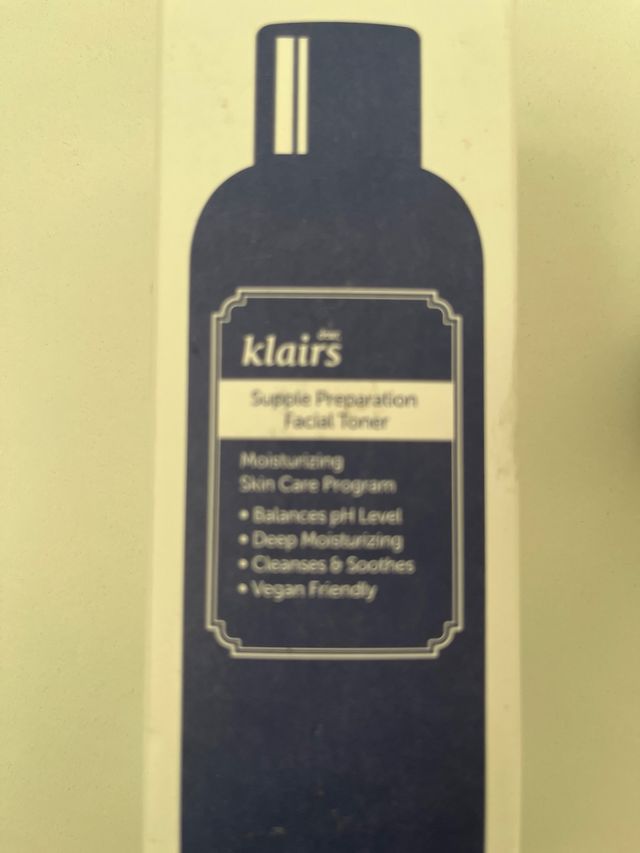 klairs
Supple Preparation
Facial Toner
Moisturizing
Skin Care Program
• Balances pH Level
• Deep Moisturizing
• Cleanses & Soothes
• Vegan Friendly